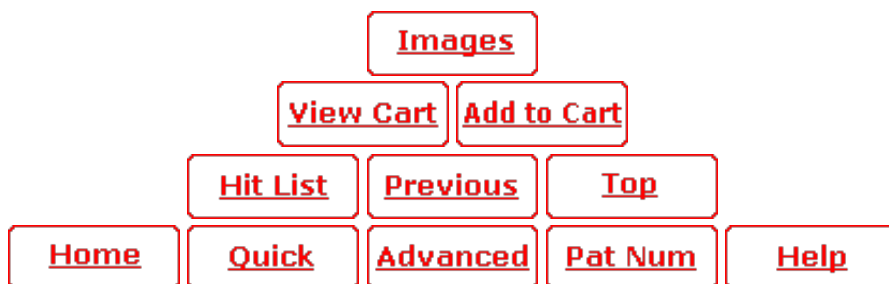 Images
View Cart Add to Cart
Hit List Previous Top
Home Quick Advanced Pat Num Help